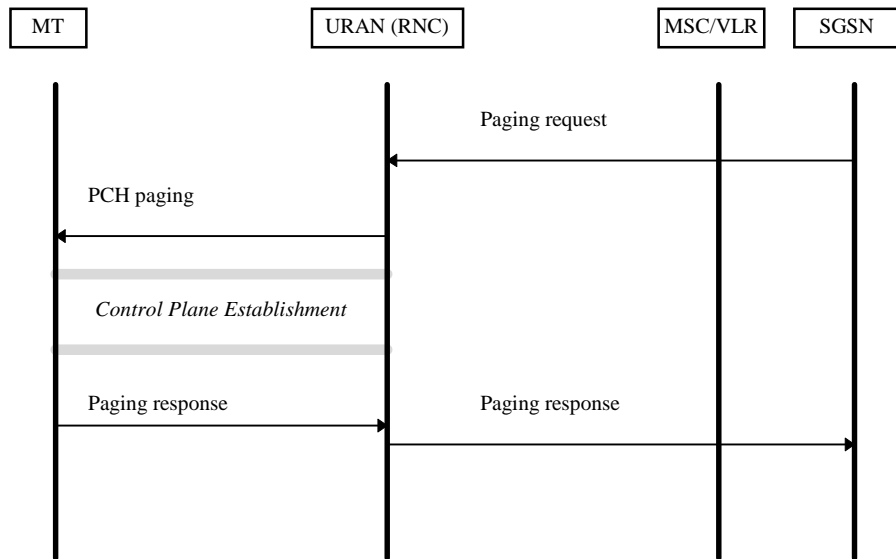 MT
URAN (RNC)
MSC/VLR
SGSN
Paging request
PCH paging
Control Plane Establishment
Paging response
Paging response